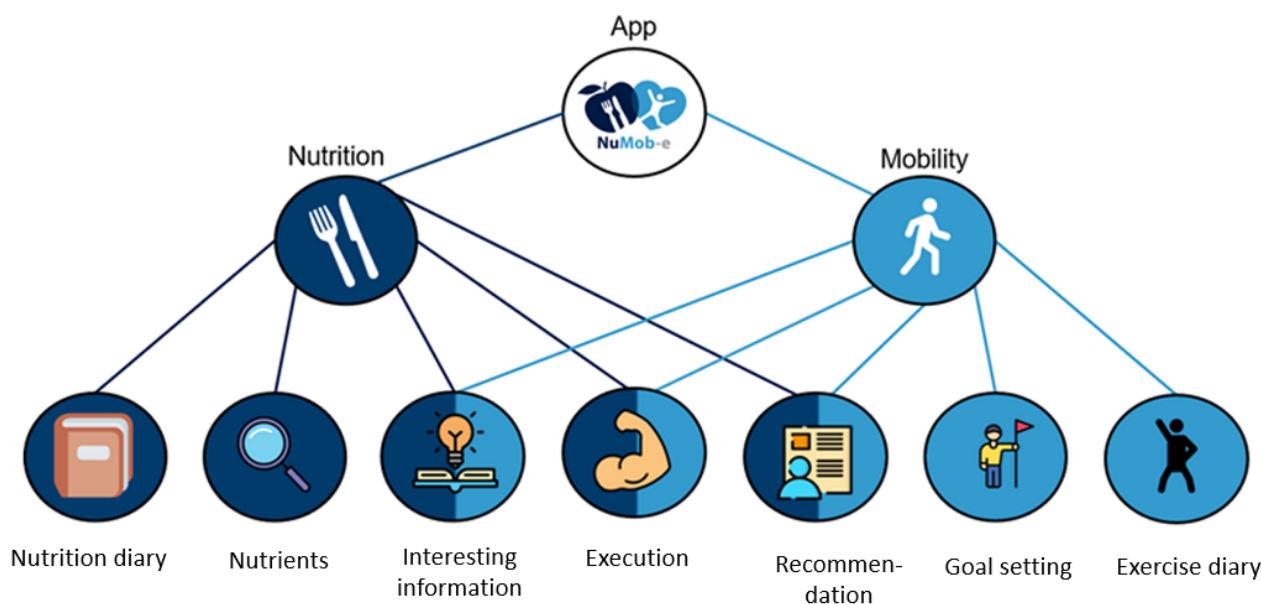 App
NuMob-e
Nutrition
Mobility
Nutrition diary
Nutrients
Interesting
information
Execution
Recommen-
dation
Goal setting
Exercise diary